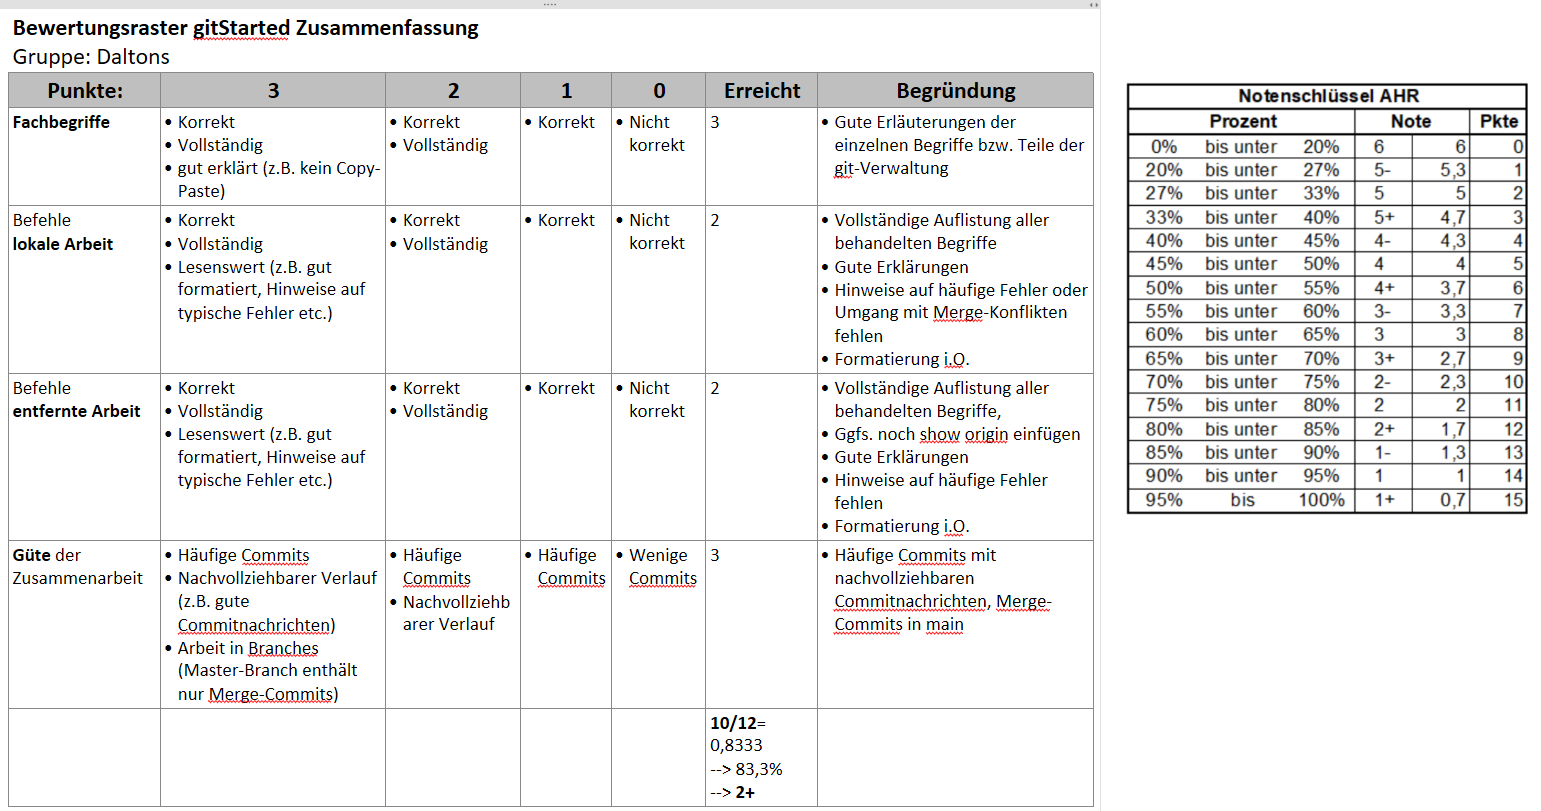 Bewertungsraster gitStarted Zusammenfassung
Gruppe: Daltons
Punkte: 3 2 1 0 Erreicht Begründung
Fachbegriffe
• Korrekt
• Vollständig
• gut erklärt (z.B. kein Copy-
Paste)
• Korrekt
• Vollständig
• Korrekt
• Nicht
korrekt
3
• Gute Erläuterungen der
einzelnen Begriffe bzw. Teile der
git-Verwaltung
Befehle
lokale Arbeit
• Korrekt
• Vollständig
• Lesenswert (z.B. gut
formatiert, Hinweise auf
typische Fehler etc.)
• Korrekt
• Vollständig
• Korrekt
• Nicht
korrekt
2
• Vollständige Auflistung aller
behandelten Begriffe
• Gute Erklärungen
• Hinweise auf häufige Fehler oder
Umgang mit Merge-Konflikten
fehlen
• Formatierung i.O.
Befehle
entfernte Arbeit
• Korrekt
• Vollständig
• Lesenswert (z.B. gut
formatiert, Hinweise auf
typische Fehler etc.)
• Korrekt
• Vollständig
• Korrekt
• Nicht
korrekt
2
• Vollständige Auflistung aller
behandelten Begriffe,
• Ggfs. noch show origin einfügen
• Gute Erklärungen
• Hinweise auf häufige Fehler
fehlen
• Formatierung i.O.
Güte der
Zusammenarbeit
• Häufige Commits
• Nachvollziehbarer Verlauf
(z.B. gute
Commitnachrichten)
• Arbeit in Branches
(Master-Branch enthält
nur Merge-Commits)
• Häufige
Commits
• Nachvollziehb
arer Verlauf
• Häufige
Commits
• Wenige
Commits
3
• Häufige Commits mit
nachvollziehbaren
Commitnachrichten, Merge-
Commits in main
10/12=
0,8333
--> 83,3%
--> 2+
Notenschlüssel AHR
Prozent Note Pkte
0% bis unter 20% 6 6 0
20% bis unter 27% 5- 5,3 1
27% bis unter 33% 5 5 2
33% bis unter 40% 5+ 4,7 3
40% bis unter 45% 4- 4,3 4
45% bis unter 50% 4 4 5
50% bis unter 55% 4+ 3,7 6
55% bis unter 60% 3- 3,3 7
60% bis unter 65% 3 3 8
65% bis unter 70% 3+ 2,7 9
70% bis unter 75% 2- 2,3 10
75% bis unter 80% 2 2 11
80% bis unter 85% 2+ 1,7 12
85% bis unter 90% 1- 1,3 13
90% bis unter 95% 1 1 14
95% bis 100% 1+ 0,7 15